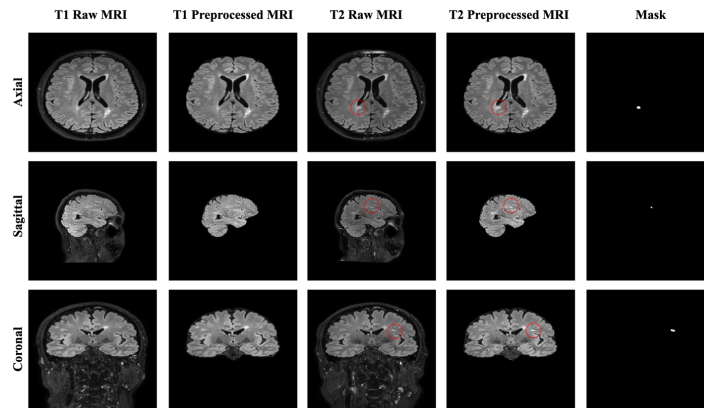 T1 Raw MRI T1 Preprocessed MRI T2 Raw MRI T2 Preprocessed MRI Mask
Axial
Sagittal
Coronal